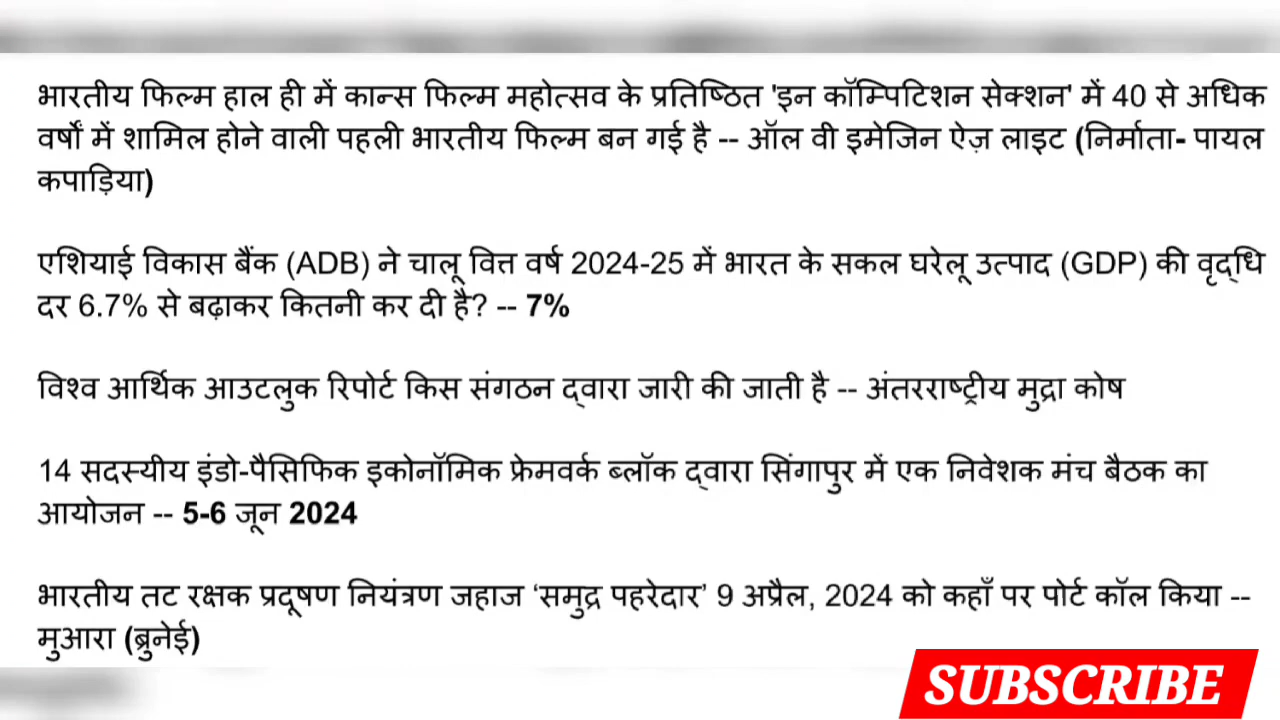 भारतीय फिल्म हाल ही में कान्स फिल्म महोत्सव के प्रतिष्ठित 'इन कॉम्पिटिशन सेक्शन' में 40 से अधिक
वर्षों में शामिल होने वाली पहली भारतीय फिल्म बन गई है -- ऑल वी इमेजिन ऐज़ लाइट (निर्माता- पायल
कपाड़िया)
एशियाई विकास बैंक (ADB) ने चालू वित्त वर्ष 2024-25 में भारत के सकल घरेलू उत्पाद (GDP) की वृद्धि
दर 6.7% से बढ़ाकर कितनी कर दी है? -- 7%
विश्व आर्थिक आउटलुक रिपोर्ट किस संगठन द्वारा जारी की जाती है -- अंतरराष्ट्रीय मुद्रा कोष
14 सदस्यीय इंडो-पैसिफिक इकोनॉमिक फ्रेमवर्क ब्लॉक द्वारा सिंगापुर में एक निवेशक मंच बैठक का
आयोजन -- 5-6 जून 2024
भारतीय तट रक्षक प्रदूषण नियंत्रण जहाज ‘समुद्र पहरेदार’ 9 अप्रैल, 2024 को कहाँ पर पोर्ट कॉल किया --
मुआरा (ब्रुनेई)
SUBSCRIBE